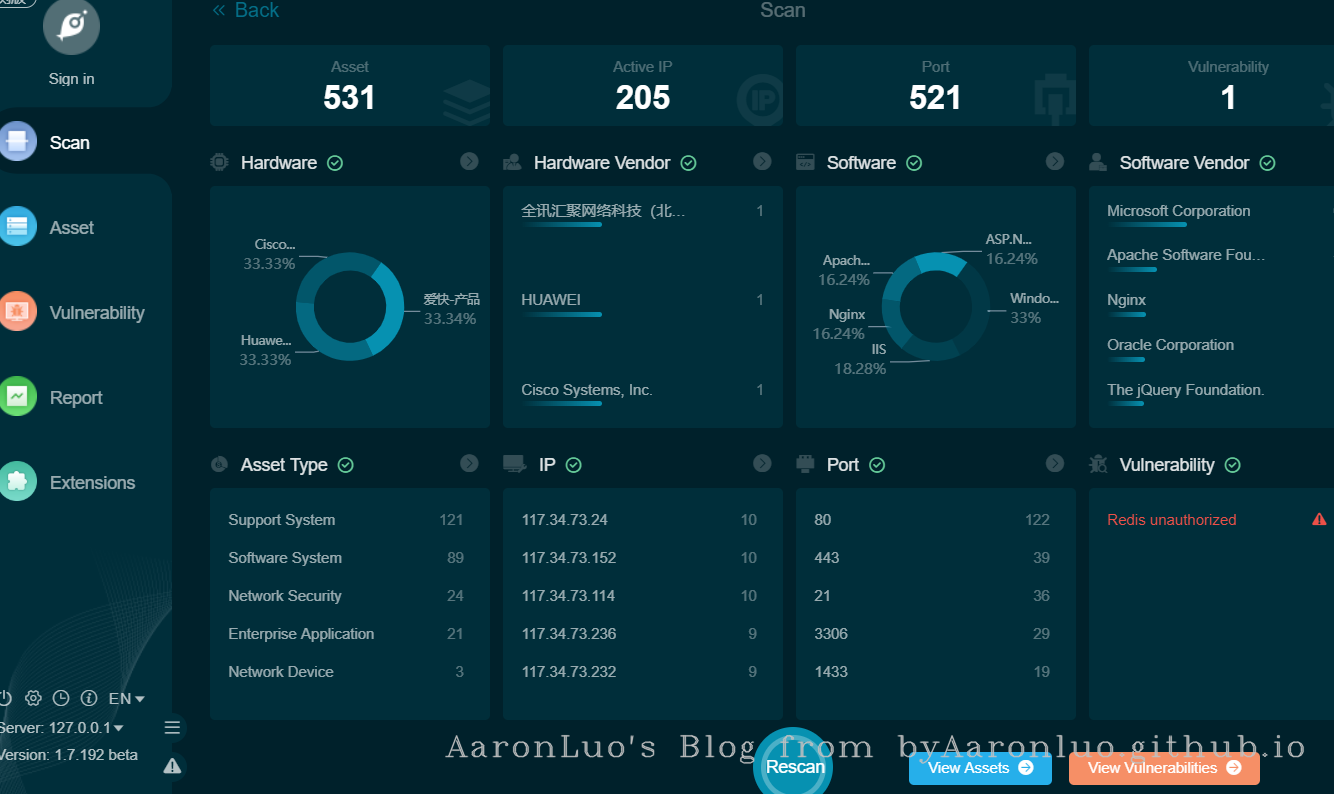 « Back
Scan
Sign in
Scan
Asset
Vulnerability
Report
Extensions
EN
Server: 127.0.0.1
Version: 1.7.192 beta
Asset
531
Active IP
205
IP
Port
521
Vulnerability
1
Hardware
Cisco...
33.33%
爱快-产品
33.34%
Huawe...
33.33%
Hardware Vendor
全讯汇聚网络科技（北... 1
HUAWEI 1
Cisco Systems, Inc. 1
Software
ASP.N...
16.24%
Apach...
16.24%
Windo...
33%
Nginx
16.24%
IIS
18.28%
Software Vendor
Microsoft Corporation
Apache Software Fou...
Nginx
Oracle Corporation
The jQuery Foundation.
Asset Type
Support System 121
Software System 89
Network Security 24
Enterprise Application 21
Network Device 3
IP
117.34.73.24 10
117.34.73.152 10
117.34.73.114 10
117.34.73.236 9
117.34.73.232 9
Port
80 122
443 39
21 36
3306 29
1433 19
Vulnerability
Redis unauthorized
AaronLuo's Blog from byAaronluo.github.io
Rescan
View Assets
View Vulnerabilities